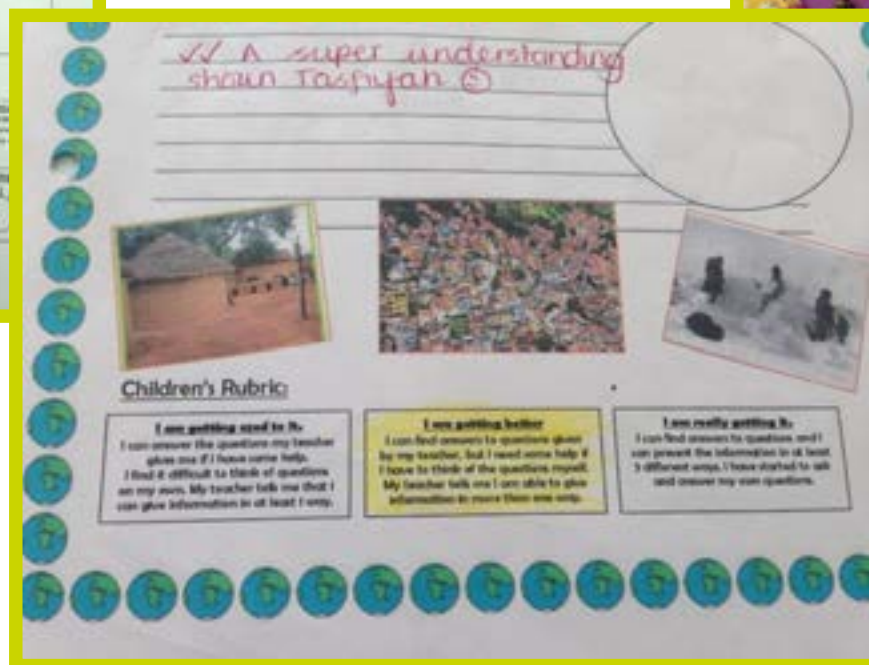 ✓✓ A super understanding
shown Taspiyah ☺
Children's Rubric:
I am getting used to it.
I can answer the questions my teacher
gives me if I have some help.
I find it difficult to think of questions
on my own. My teacher tells me that I
can give information in at least 1 way.
I am getting better
I can find answers to questions given
by my teacher, but I need some help if
I have to think of the questions myself.
My teacher tells me I am able to give
information in more than one way.
I am really getting it.
I can find answers to questions and I
can present the information in at least
3 different ways. I have started to ask
and answer my own questions.